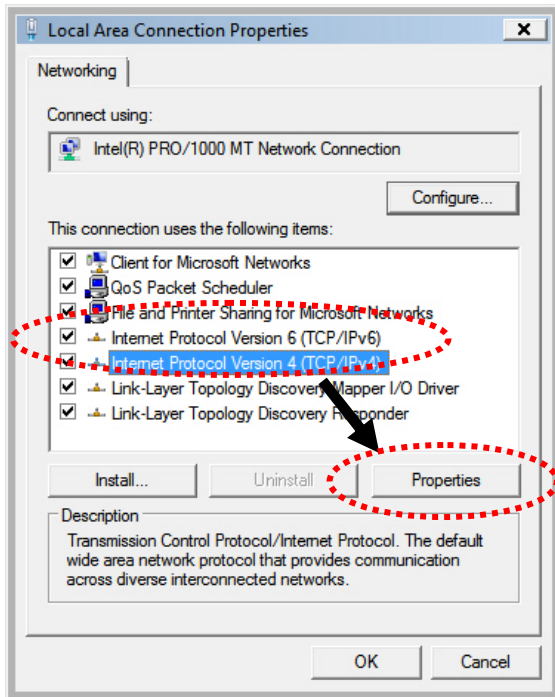 Local Area Connection Properties
Networking
Connect using:
Intel(R) PRO/1000 MT Network Connection
Configure...
This connection uses the following items:
Client for Microsoft Networks
QoS Packet Scheduler
File and Printer Sharing for Microsoft Networks
Internet Protocol Version 6 (TCP/IPv6)
Internet Protocol Version 4 (TCP/IPv4)
Link-Layer Topology Discovery Mapper I/O Driver
Link-Layer Topology Discovery Responder
Install... Uninstall Properties
Description
Transmission Control Protocol/Internet Protocol. The default
wide area network protocol that provides communication
across diverse interconnected networks.
OK Cancel